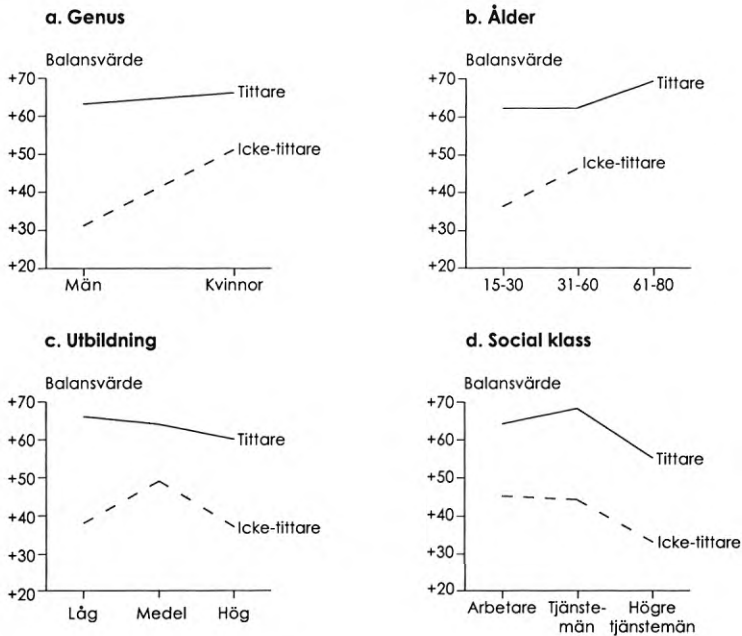 a. Genus
Balansvärde
+70
+60
+50
+40
+30
+20
Tittare
Icke-tittare
Män
Kvinnor
b. Ålder
Balansvärde
+70
+60
+50
+40
+30
+20
Tittare
Icke-tittare
15-30
31-60
61-80
c. Utbildning
Balansvärde
+70
+60
+50
+40
+30
+20
Tittare
Icke-tittare
Låg
Medel
Hög
d. Social klass
Balansvärde
+70
+60
+50
+40
+30
+20
Tittare
Icke-tittare
Arbetare
Tjänste-
män
Högre
tjänstemän